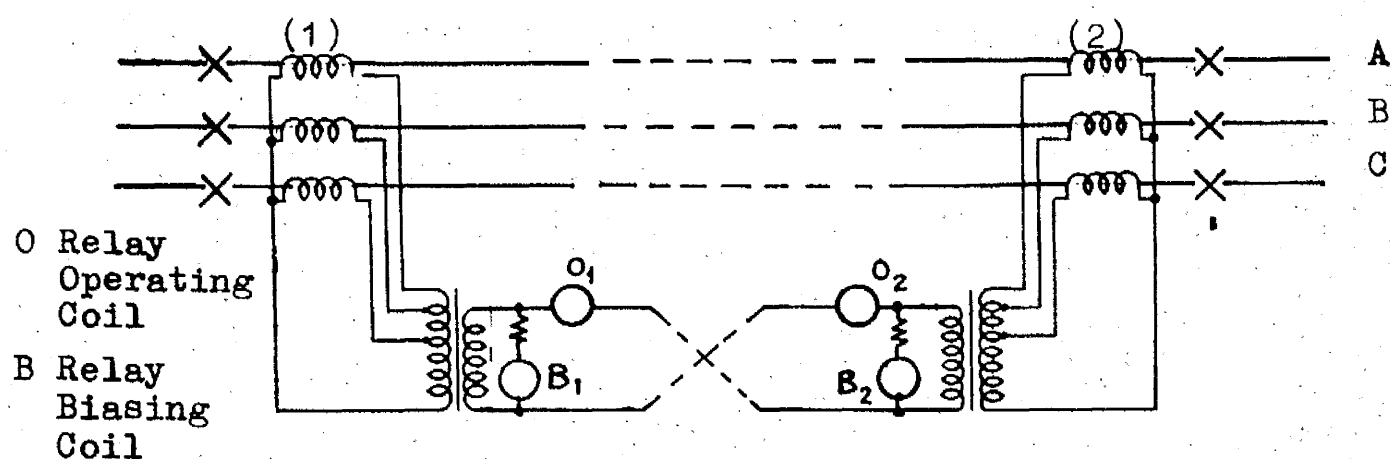 (1)
(2)
A
B
C
O Relay
Operating
Coil
B Relay
Biasing
Coil
O₁
O₂
B₁
B₂